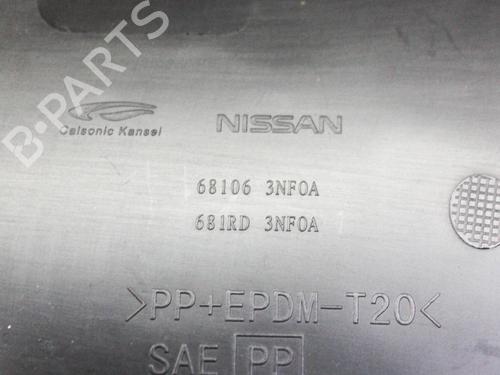 B-PARTS
Calsonic Kansei NISSAN
68106 3NF0A
681RD 3NF0A
>PP+EPDM-T20<
SAE PP